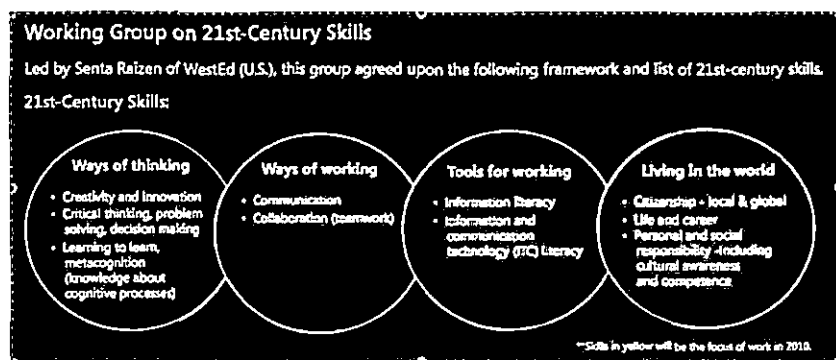 Working Group on 21st-Century Skills
Led by Senta Raizen of WestEd (U.S.), this group agreed upon the following framework and list of 21st-century skills.
21st-Century Skills:
Ways of thinking
• Creativity and Innovation
• Critical thinking, problem
solving, decision making
• Learning to learn,
metacognition
(knowledge about
cognitive processes)
Ways of working
• Communication
• Collaboration (teamwork)
Tools for working
• Information literacy
• Information and
communication
technology (ITC) Literacy
Living in the world
• Citizenship - local & global
• Life and career
• Personal and social
responsibility -including
cultural awareness
and competence
**Skills in yellow will be the focus of work in 2010.